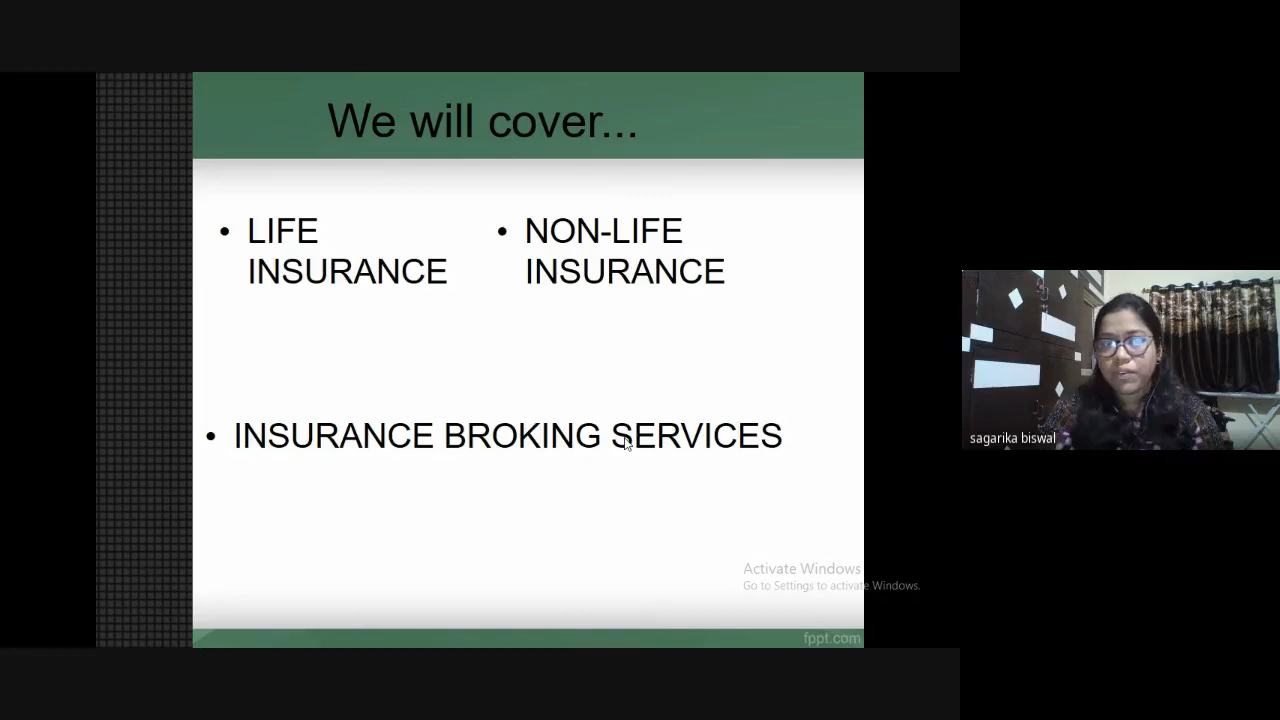 We will cover...
• LIFE
INSURANCE
• NON-LIFE
INSURANCE
• INSURANCE BROKING SERVICES
Activate Windows
Go to Settings to activate Windows.
fppt.com
sagarika biswal